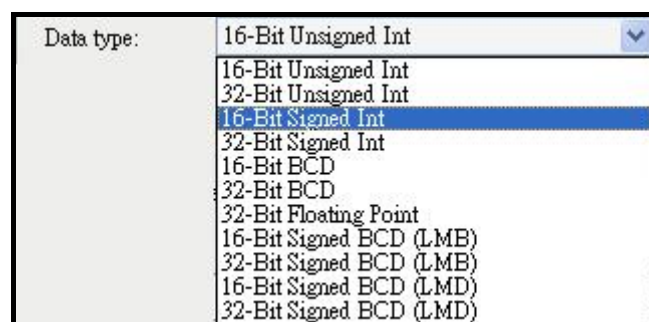 Data type: 16-Bit Unsigned Int
16-Bit Unsigned Int
32-Bit Unsigned Int
16-Bit Signed Int
32-Bit Signed Int
16-Bit BCD
32-Bit BCD
32-Bit Floating Point
16-Bit Signed BCD (LMB)
32-Bit Signed BCD (LMB)
16-Bit Signed BCD (LMD)
32-Bit Signed BCD (LMD)